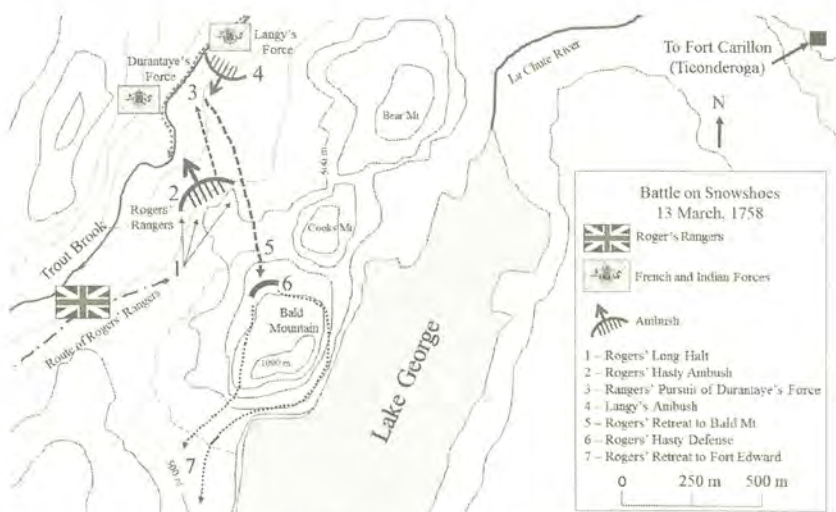 Langy's
Force
Durantaye's
Force
4
3
La Chute River
To Fort Carillon
(Ticonderoga)
N
Bear Mt
500 m
2
Rogers'
Rangers
Trout Brook
Cooks Mt
1
5
6
Route of Rogers' Rangers
Bald
Mountain
1000 m
Lake George
500 m
7
Battle on Snowshoes
13 March, 1758
Roger's Rangers
French and Indian Forces
Ambush
1 – Rogers' Long Halt
2 – Rogers' Hasty Ambush
3 – Rangers' Pursuit of Durantaye's Force
4 – Langy's Ambush
5 – Rogers' Retreat to Bald Mt
6 – Rogers' Hasty Defense
7 – Rogers' Retreat to Fort Edward
0 250 m 500 m